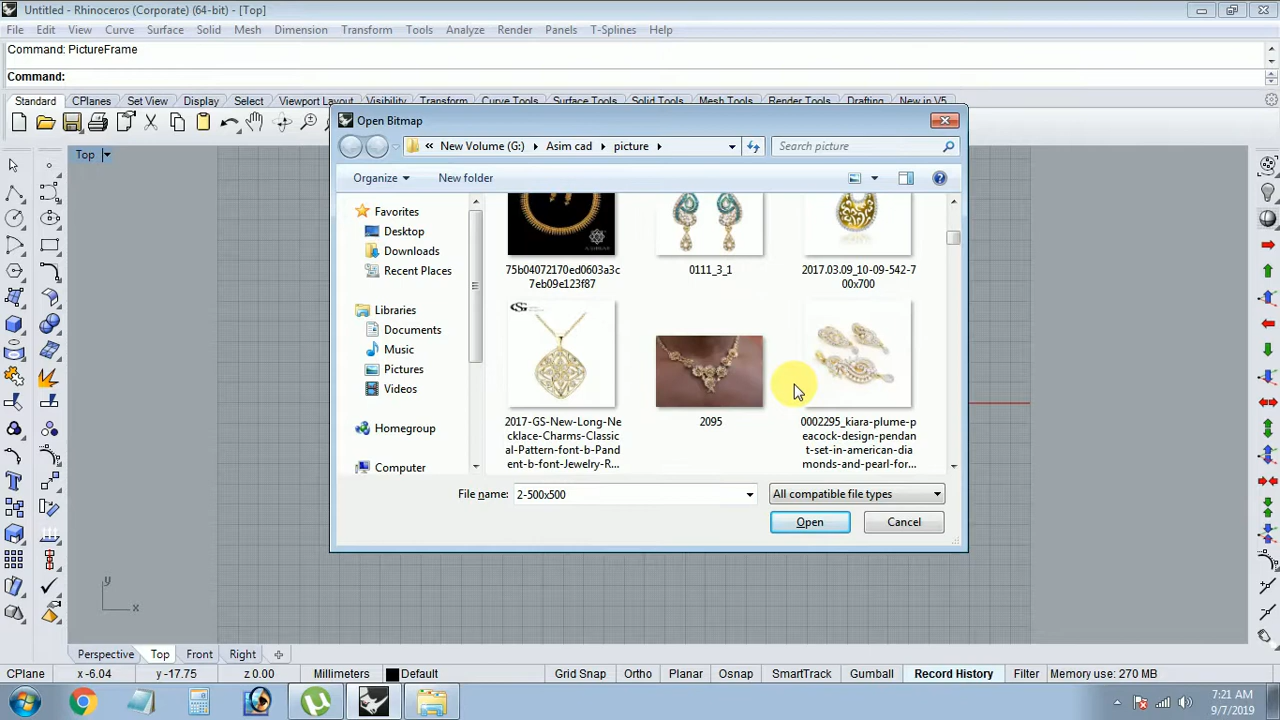 Untitled - Rhinoceros (Corporate) (64-bit) - [Top]
File Edit View Curve Surface Solid Mesh Dimension Transform Tools Analyze Render Panels T-Splines Help
Command: PictureFrame
Command:
Standard CPlanes Set View Display Select Viewport Layout Visibility Transform Curve Tools Surface Tools Solid Tools Mesh Tools Render Tools Drafting New in V5
Open Bitmap
Top
« New Volume (G:) Asim cad picture
Search picture
Organize New folder
Favorites
Desktop
Downloads
Recent Places
Libraries
Documents
Music
Pictures
Videos
Homegroup
Computer
75b04072170ed0603a3c
7eb09e123f87
0111_3_1
2017.03.09_10-09-542-7
00x700
2017-GS-New-Long-Ne
cklace-Charms-Classic
al-Pattern-font-b-Pand
ent-b-font-Jewelry-R...
2095
0002295_kiara-plume-p
eacock-design-pendan
t-set-in-american-dia
monds-and-pearl-for...
File name: 2-500x500 All compatible file types
Open Cancel
y
x
Perspective Top Front Right
CPlane x -6.04 y -17.75 z 0.00 Millimeters Default Grid Snap Ortho Planar Osnap SmartTrack Gumball Record History Filter Memory use: 270 MB
7:21 AM
9/7/2019